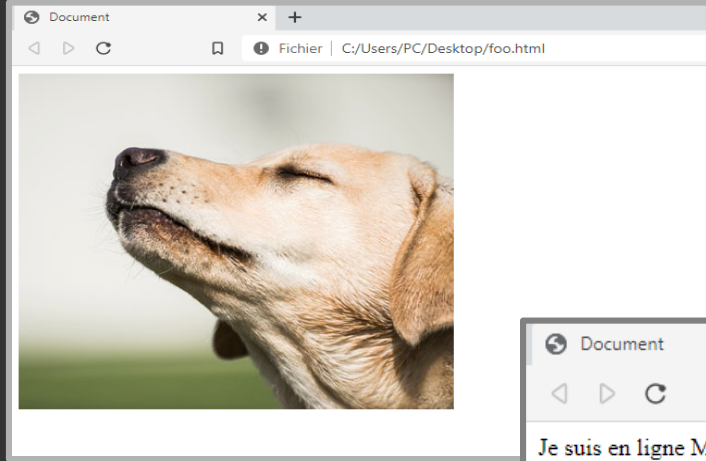 Document
Fichier C:/Users/PC/Desktop/foo.html
Document
Je suis en ligne